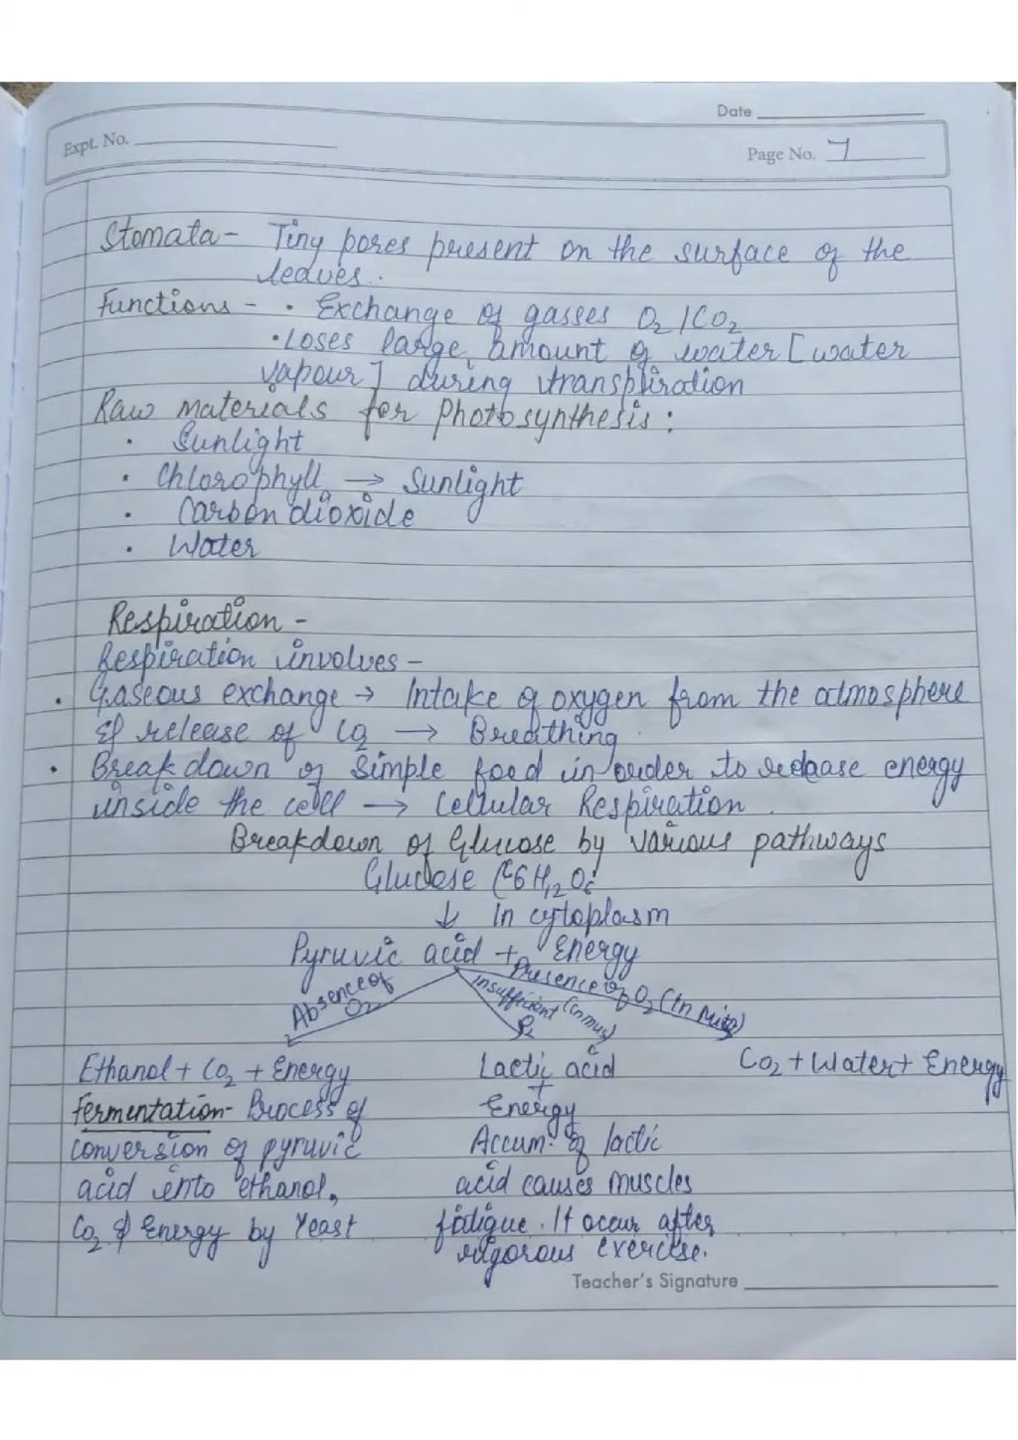 Date
Expt. No.
Page No. 7
Stomata - Tiny pores present on the surface of the
leaves.
Functions - • Exchange of gasses O2 / CO2
• Loses large amount of water [water
vapour] during transpiration
Raw materials for photosynthesis :
• Sunlight
• Chlorophyll → Sunlight
• Carbon dioxide
• Water
Respiration -
Respiration involves -
• Gaseous exchange → Intake of oxygen from the atmosphere
& release of CO2 → Breathing
• Breakdown of simple food in order to release energy
inside the cell → Cellular Respiration.
Breakdown of Glucose by various pathways
Glucose (C6H12O6
↓ In cytoplasm
Pyruvic acid + Energy
Absence of O2
Insufficient (In mus) O2
Presence of O2 (In Mito)
Ethanol + CO2 + Energy
Lactic acid
+
Energy
CO2 + Water + Energy
Fermentation - Process of
conversion of pyruvic
acid into ethanol,
CO2 & Energy by Yeast
Accum. of lactic
acid causes muscles
fatigue. It occur after
rigorous exercise.
Teacher's Signature